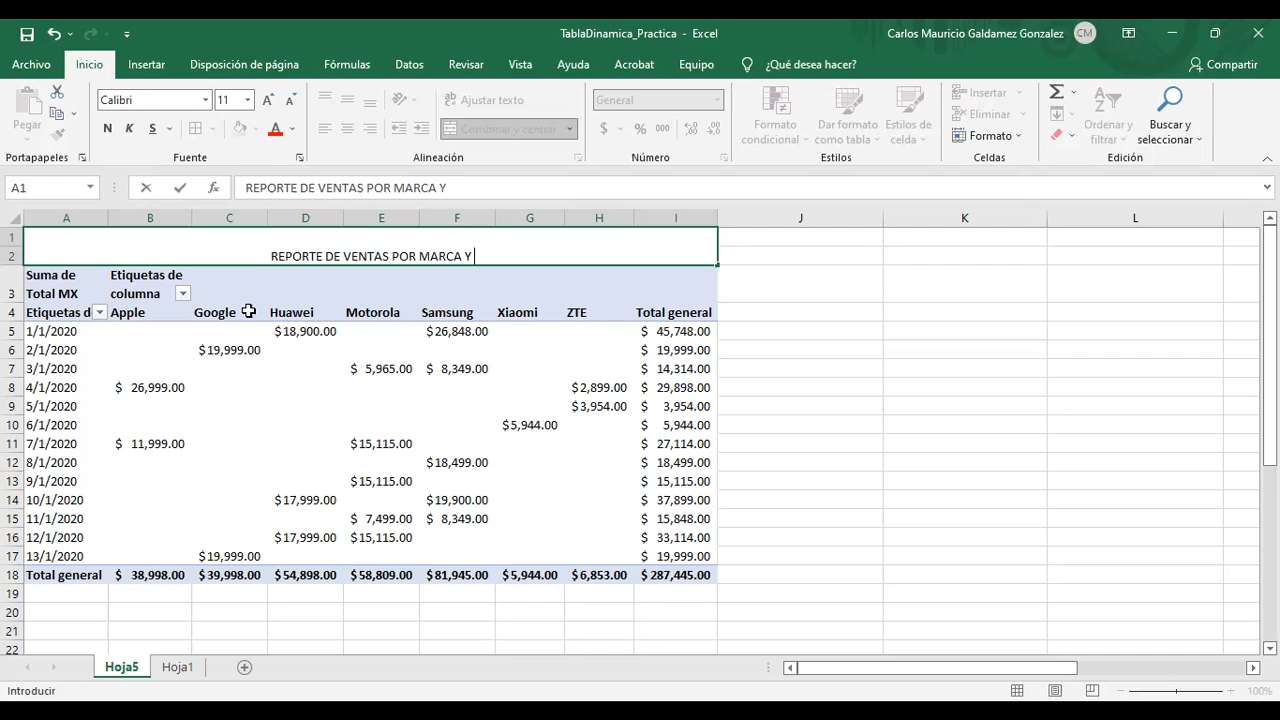 TablaDinamica_Practica - Excel
Carlos Mauricio Galdamez Gonzalez CM
Archivo Inicio Insertar Disposición de página Fórmulas Datos Revisar Vista Ayuda Acrobat Equipo ¿Qué desea hacer? Compartir
Pegar
Calibri 11 A A
N K S A
Ajustar texto
Combinar y centrar
General
$ % 000
Formato condicional
Dar formato como tabla
Estilos de celda
Insertar
Eliminar
Formato
Ordenar y filtrar
Buscar y seleccionar
Portapapeles Fuente Alineación Número Estilos Celdas Edición
A1 fx REPORTE DE VENTAS POR MARCA Y
A B C D E F G H I J K L
1
2 REPORTE DE VENTAS POR MARCA Y
Suma de Etiquetas de
3 Total MX columna
4 Etiquetas d Apple Google Huawei Motorola Samsung Xiaomi ZTE Total general
5 1/1/2020 $18,900.00 $26,848.00 $ 45,748.00
6 2/1/2020 $19,999.00 $ 19,999.00
7 3/1/2020 $ 5,965.00 $ 8,349.00 $ 14,314.00
8 4/1/2020 $ 26,999.00 $2,899.00 $ 29,898.00
9 5/1/2020 $3,954.00 $ 3,954.00
10 6/1/2020 $5,944.00 $ 5,944.00
11 7/1/2020 $ 11,999.00 $15,115.00 $ 27,114.00
12 8/1/2020 $18,499.00 $ 18,499.00
13 9/1/2020 $15,115.00 $ 15,115.00
14 10/1/2020 $17,999.00 $19,900.00 $ 37,899.00
15 11/1/2020 $ 7,499.00 $ 8,349.00 $ 15,848.00
16 12/1/2020 $17,999.00 $15,115.00 $ 33,114.00
17 13/1/2020 $19,999.00 $ 19,999.00
18 Total general $ 38,998.00 $39,998.00 $54,898.00 $58,809.00 $81,945.00 $5,944.00 $6,853.00 $287,445.00
19
20
21
22
Hoja5 Hoja1
Introducir 100%